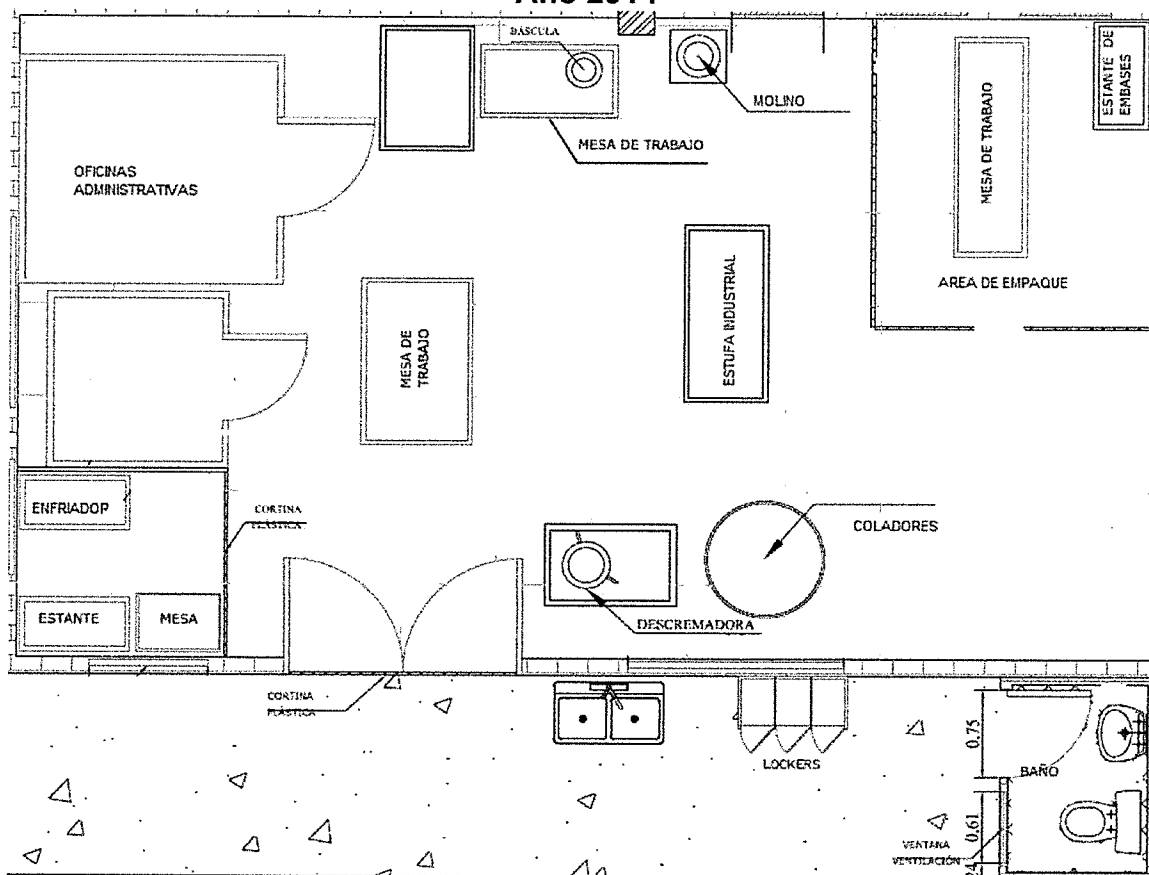 BÁSCULA
MOLINO
MESA DE TRABAJO
ESTANTE DE
EMBASES
MESA DE TRABAJO
OFICINAS
ADMINISTRATIVAS
AREA DE EMPAQUE
ESTUFA INDUSTRIAL
MESA DE
TRABAJO
ENFRIADOR
CORTINA
PLÁSTICA
COLADORES
ESTANTE
MESA
DESCREMADORA
CORTINA
PLÁSTICA
LOCKERS
0.75
BAÑO
0.61
VENTANA
VENTILACIÓN